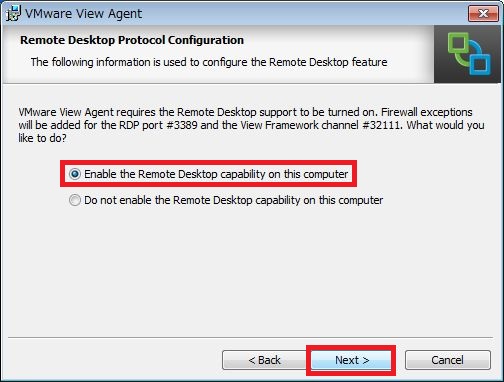 VMware View Agent
Remote Desktop Protocol Configuration
The following information is used to configure the Remote Desktop feature
VMware View Agent requires the Remote Desktop support to be turned on. Firewall exceptions
will be added for the RDP port #3389 and the View Framework channel #32111. What would you
like to do?
Enable the Remote Desktop capability on this computer
Do not enable the Remote Desktop capability on this computer
< Back Next > Cancel